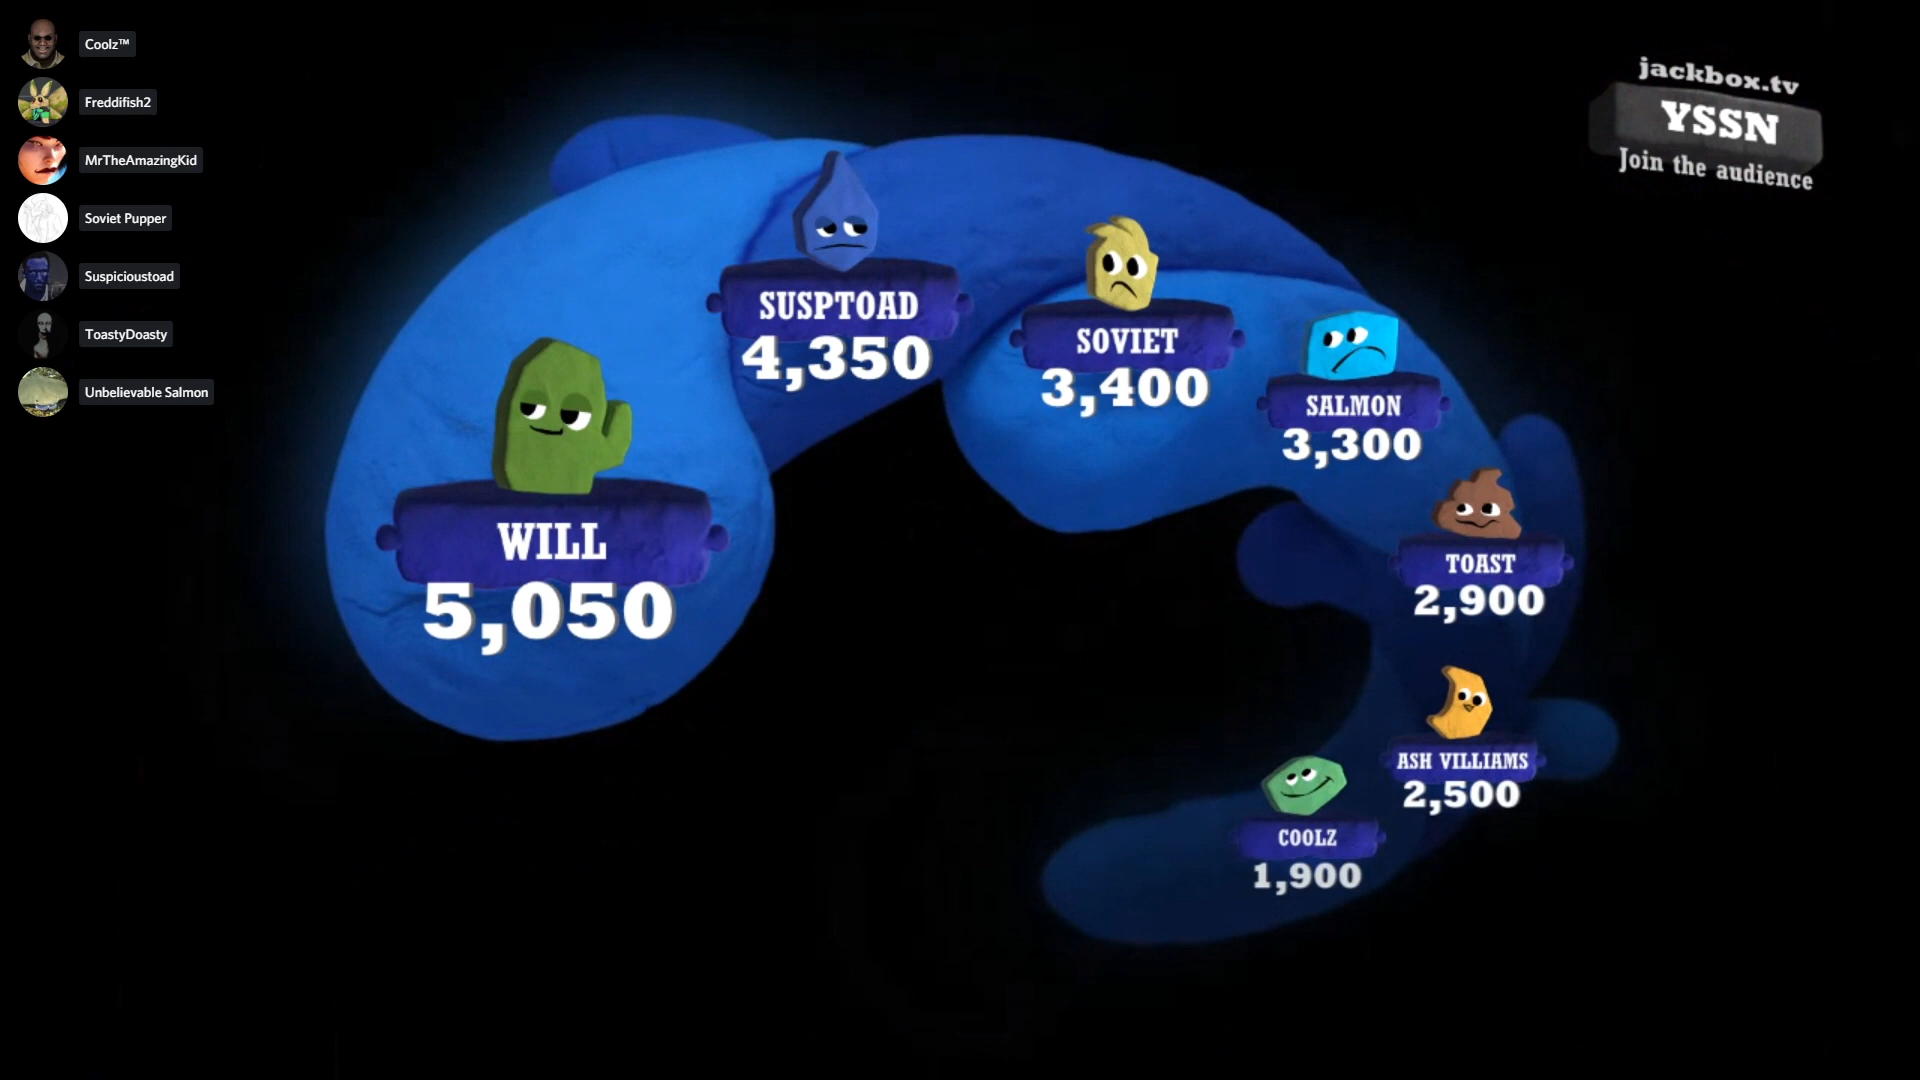 Coolz™
Freddifish2
MrTheAmazingKid
Soviet Pupper
Suspicioustoad
ToastyDoasty
Unbelievable Salmon
jackbox.tv
YSSN
Join the audience
WILL
5,050
SUSPTOAD
4,350
SOVIET
3,400
SALMON
3,300
TOAST
2,900
ASH VILLIAMS
2,500
COOLZ
1,900